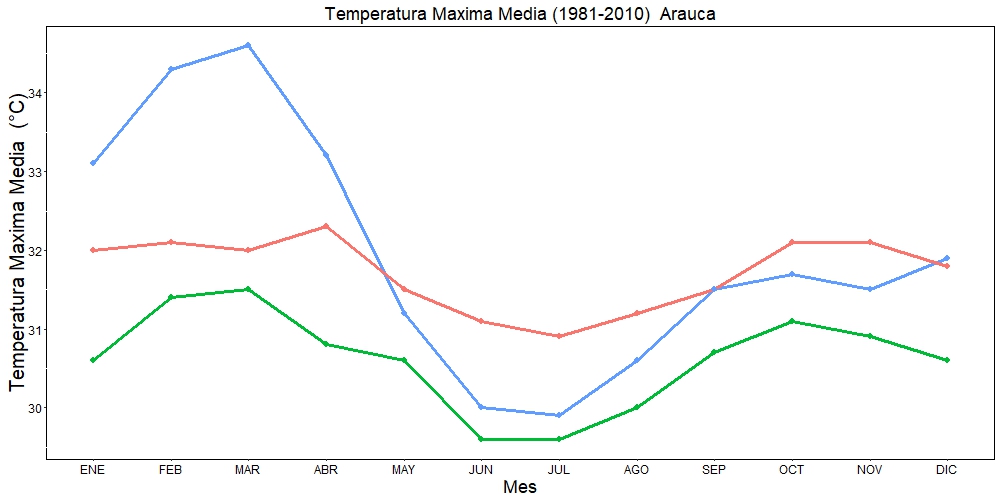 Temperatura Maxima Media (1981-2010)  Arauca
Temperatura Maxima Media  (°C)
34
33
32
31
30
ENE FEB MAR ABR MAY JUN JUL AGO SEP OCT NOV DIC
Mes